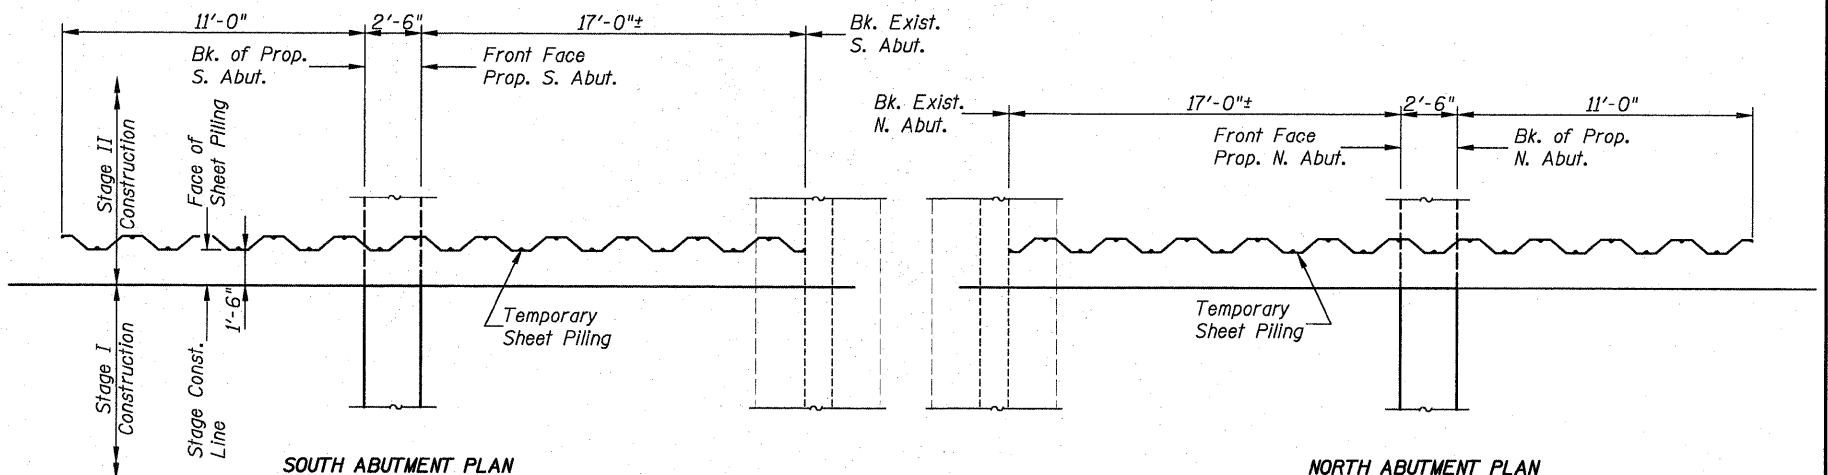 11'-0"
2'-6"
17'-0"±
Bk. Exist.
S. Abut.
Bk. of Prop.
S. Abut.
Front Face
Prop. S. Abut.
Stage II
Construction
Face of
Sheet Piling
1'-6"
Stage I
Construction
Stage Const.
Line
Temporary
Sheet Piling
SOUTH ABUTMENT PLAN
Bk. Exist.
N. Abut.
17'-0"±
2'-6"
11'-0"
Front Face
Prop. N. Abut.
Bk. of Prop.
N. Abut.
Temporary
Sheet Piling
NORTH ABUTMENT PLAN